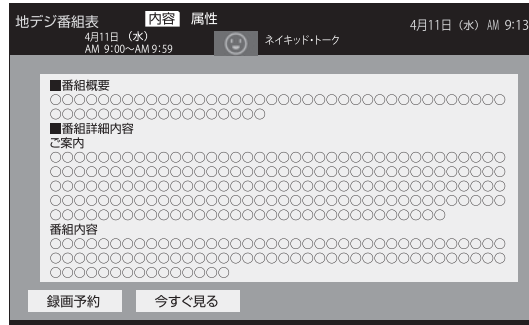 地デジ番組表 内容 属性
4月11日 (水) AM 9:13
4月11日 (水)
AM 9:00～AM 9:59
ネイキッド・トーク
■番組概要
○○○○○○○○○○○○○○○○○○○○○○○○○○○○○○○○○○○○○○
○○○○○○○○○○○○○○○○○○
■番組詳細内容
ご案内
○○○○○○○○○○○○○○○○○○○○○○○○○○○○○○○○○○○○○○
○○○○○○○○○○○○○○○○○○○○○○○○○○○○○○○○○○○○○○
○○○○○○○○○○○○○○○○○○○○○○○○○○○○○○○○○○○○○○
○○○○○○○○○○○○○○○○○○○○○○○○○○○○○○○○○○○○○○
○○○○○○○○○○○○○○○○○○○○○○○○○○○○○○○○○
番組内容
○○○○○○○○○○○○○○○○○○○○○○○○○○○○○○○○○○○○○○
○○○○○○○○○○○○○○○○○○○○○○○○○○○○○○○○○○○○○○
○○○○○○○○○○○○○○○
録画予約 今すぐ見る